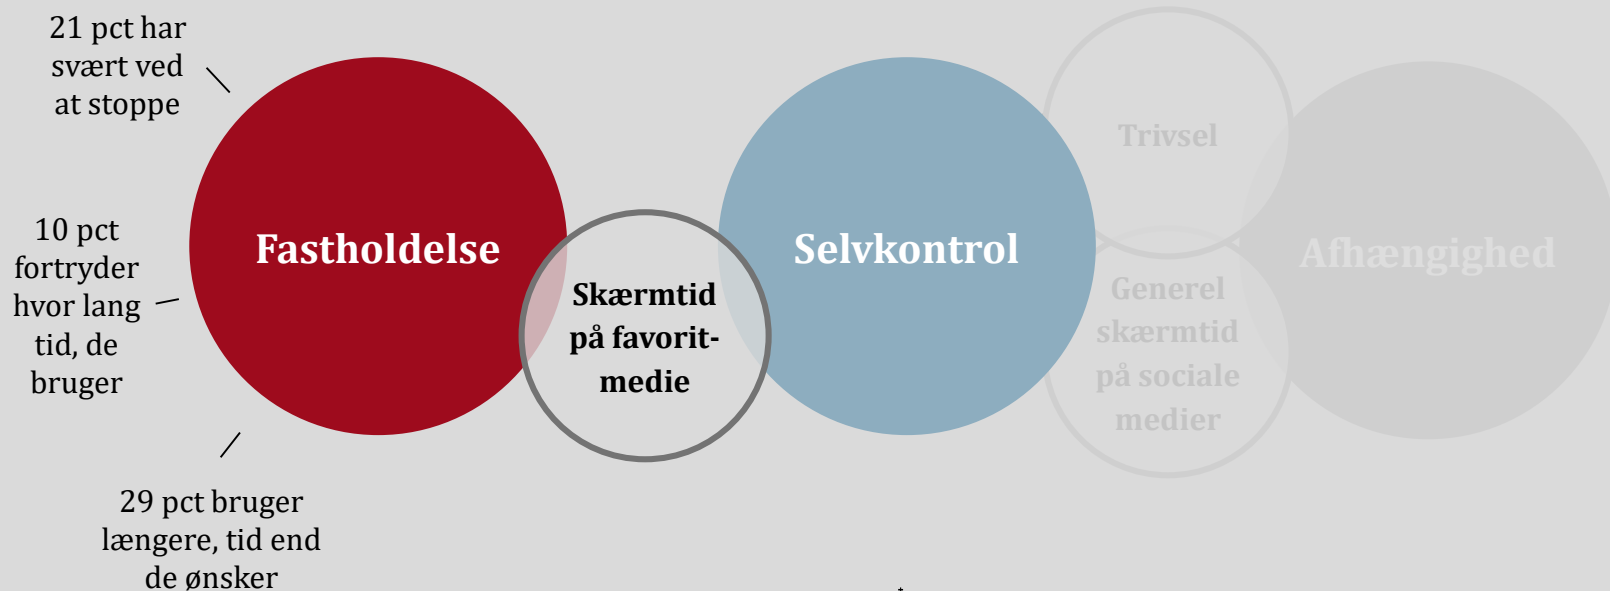 21 pct har
svært ved
at stoppe
10 pct
fortryder
hvor lang
tid, de
bruger
29 pct bruger
længere, tid end
de ønsker
Fastholdelse
Skærmtid
på favorit-
medie
Selvkontrol
Trivsel
Generel
skærmtid
på sociale
medier
Afhængighed